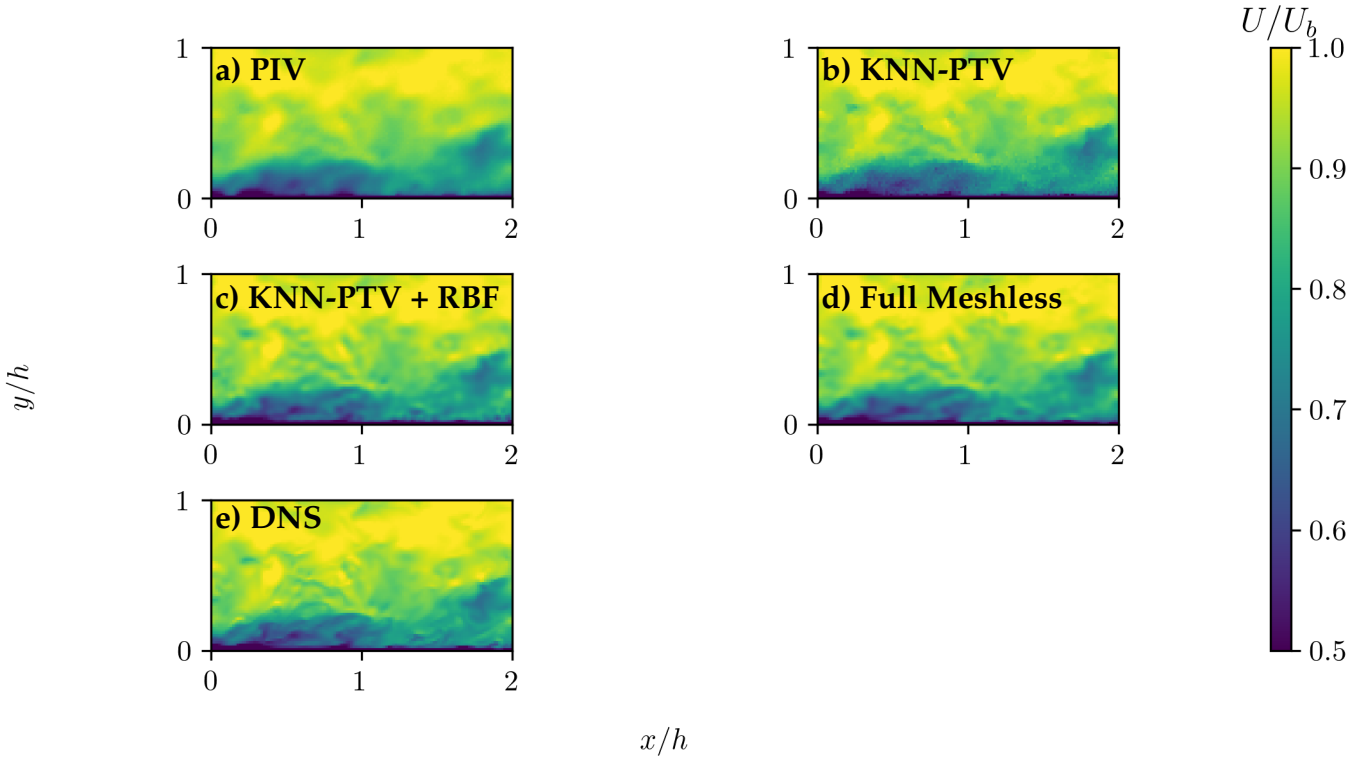 U/U_b
1
a) PIV
0
0 1 2
1
b) KNN-PTV
0
0 1 2
1
c) KNN-PTV + RBF
0
0 1 2
1
d) Full Meshless
0
0 1 2
1
e) DNS
0
0 1 2
1.0
0.9
0.8
0.7
0.6
0.5
y/h
x/h